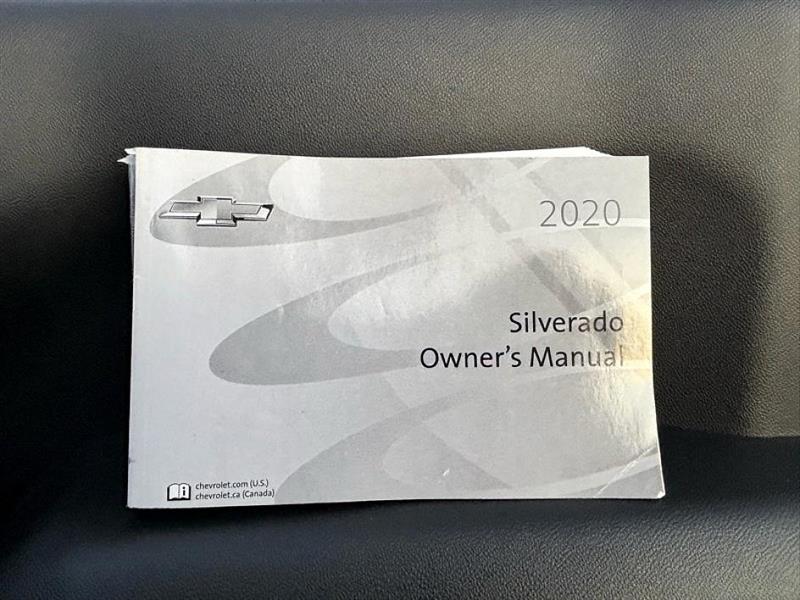 2020
Silverado
Owner's Manual
chevrolet.com (U.S.)
chevrolet.ca (Canada)